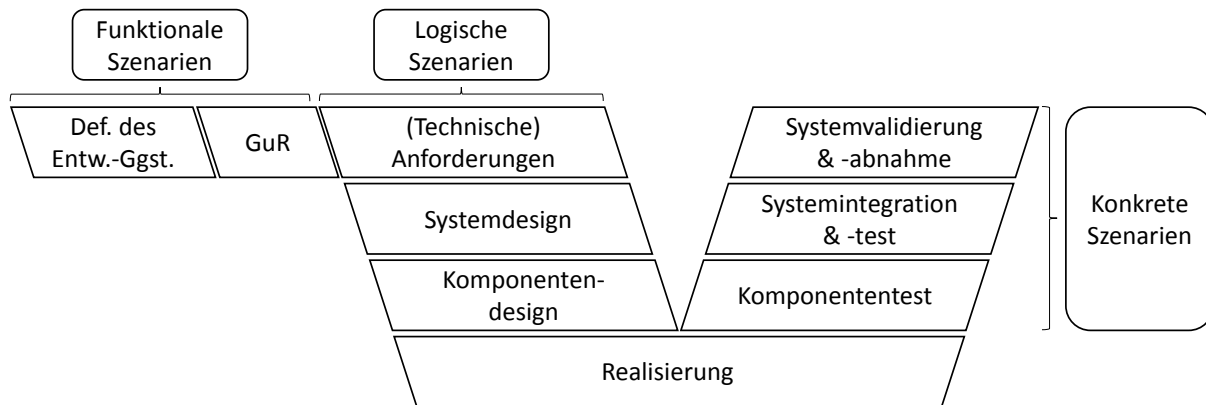 Funktionale
Szenarien
Logische
Szenarien
Def. des
Entw.-Ggst.
GuR
(Technische)
Anforderungen
Systemvalidierung
& -abnahme
Systemdesign
Systemintegration
& -test
Konkrete
Szenarien
Komponenten-
design
Komponententest
Realisierung